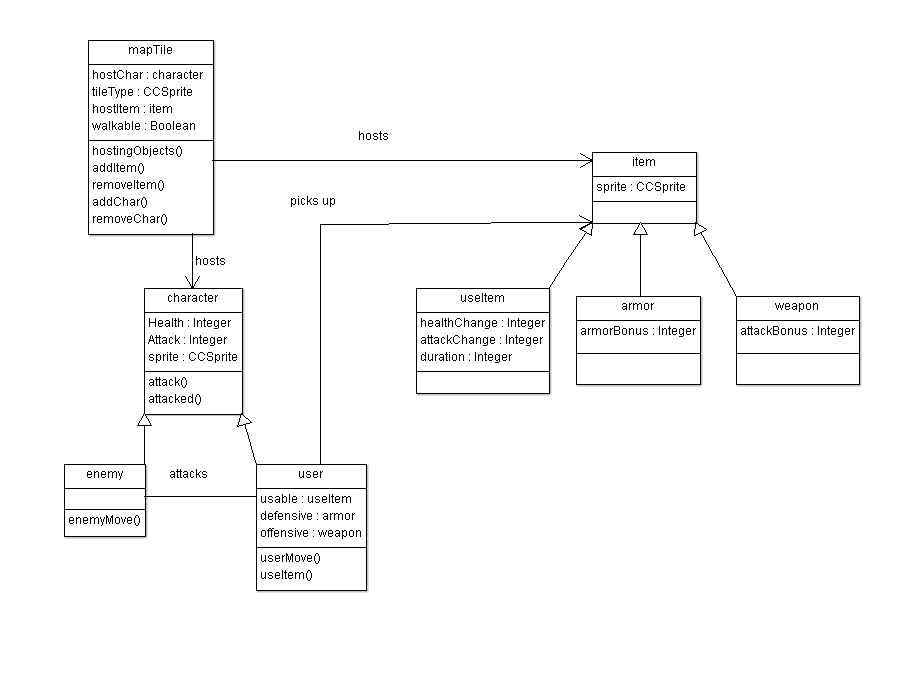 mapTile
hostChar : character
tileType : CCSprite
hostItem : item
walkable : Boolean
hostingObjects()
addItem()
removeItem()
addChar()
removeChar()
hosts
item
sprite : CCSprite
picks up
hosts
character
Health : Integer
Attack : Integer
sprite : CCSprite
attack()
attacked()
useItem
healthChange : Integer
attackChange : Integer
duration : Integer
armor
armorBonus : Integer
weapon
attackBonus : Integer
enemy
enemyMove()
attacks
user
usable : useItem
defensive : armor
offensive : weapon
userMove()
useItem()